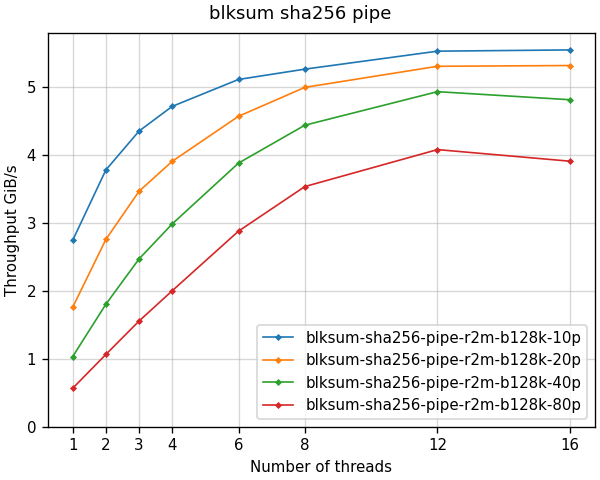 blksum sha256 pipe
Throughput GiB/s
5
4
3
2
1
0
blksum-sha256-pipe-r2m-b128k-10p
blksum-sha256-pipe-r2m-b128k-20p
blksum-sha256-pipe-r2m-b128k-40p
blksum-sha256-pipe-r2m-b128k-80p
1 2 3 4 6 8 12 16
Number of threads